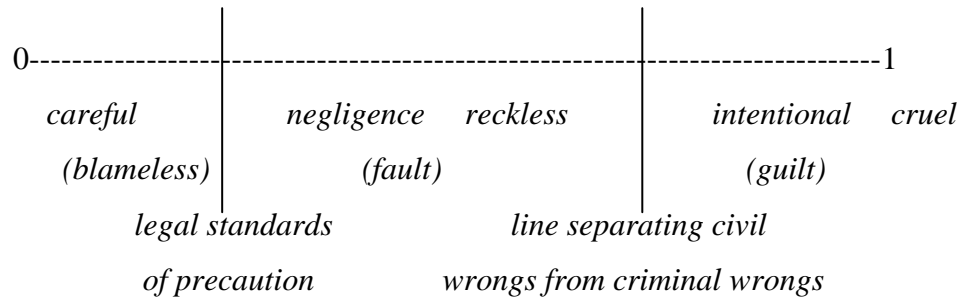 0-----------------------------------------------------------------------1
careful negligence reckless intentional cruel
(blameless) (fault) (guilt)
legal standards line separating civil
of precaution wrongs from criminal wrongs